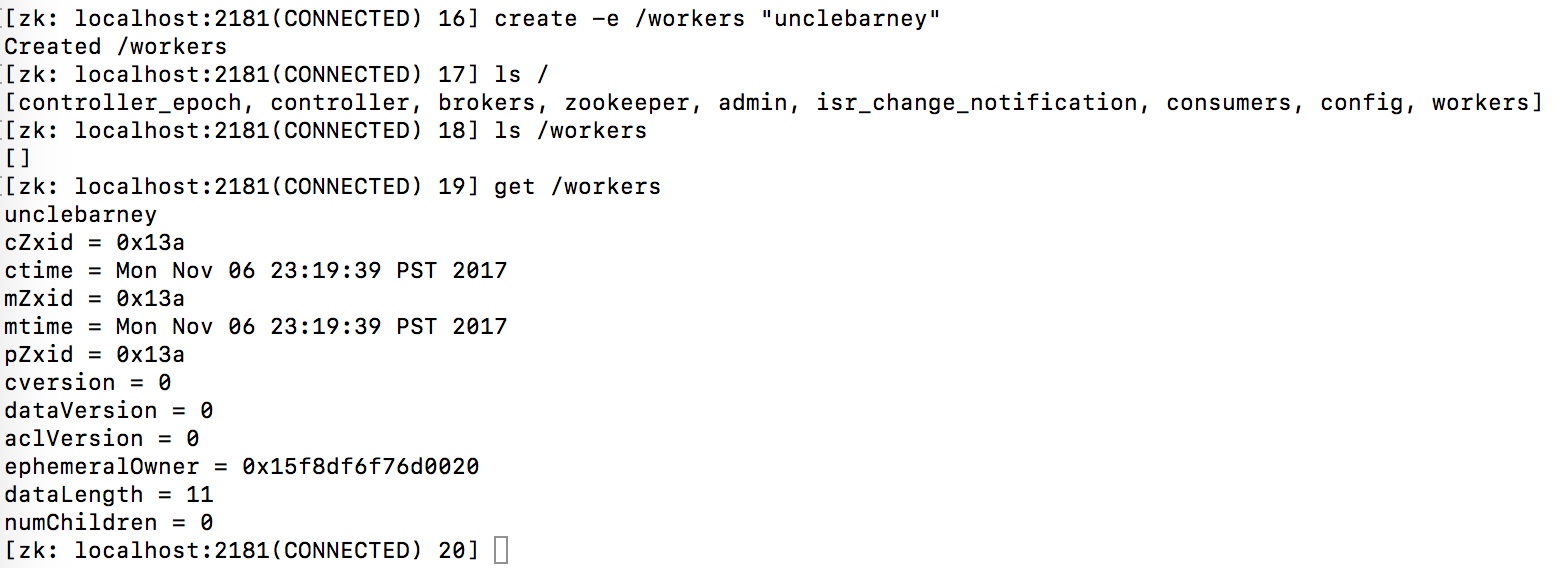 [zk: localhost:2181(CONNECTED) 16] create -e /workers "unclebarney"
Created /workers
[zk: localhost:2181(CONNECTED) 17] ls /
[controller_epoch, controller, brokers, zookeeper, admin, isr_change_notification, consumers, config, workers]
[zk: localhost:2181(CONNECTED) 18] ls /workers
[]
[zk: localhost:2181(CONNECTED) 19] get /workers
unclebarney
cZxid = 0x13a
ctime = Mon Nov 06 23:19:39 PST 2017
mZxid = 0x13a
mtime = Mon Nov 06 23:19:39 PST 2017
pZxid = 0x13a
cversion = 0
dataVersion = 0
aclVersion = 0
ephemeralOwner = 0x15f8df6f76d0020
dataLength = 11
numChildren = 0
[zk: localhost:2181(CONNECTED) 20]